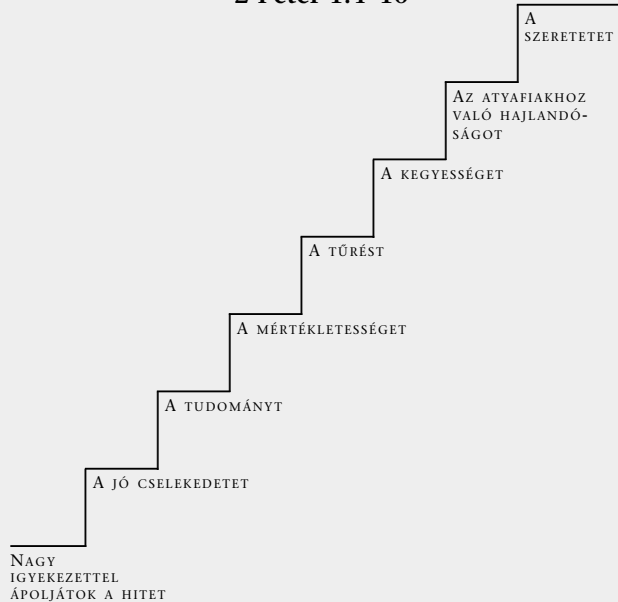 2 Péter 1:1-10
A
SZERETETET
AZ ATYAFIAKHOZ
VALÓ HAJLANDÓ-
SÁGOT
A KEGYESSÉGET
A TŰRÉST
A MÉRTÉKLETESSÉGET
A TUDOMÁNYT
A JÓ CSELEKEDETET
NAGY
IGYEKEZETTEL
ÁPOLJÁTOK A HITET